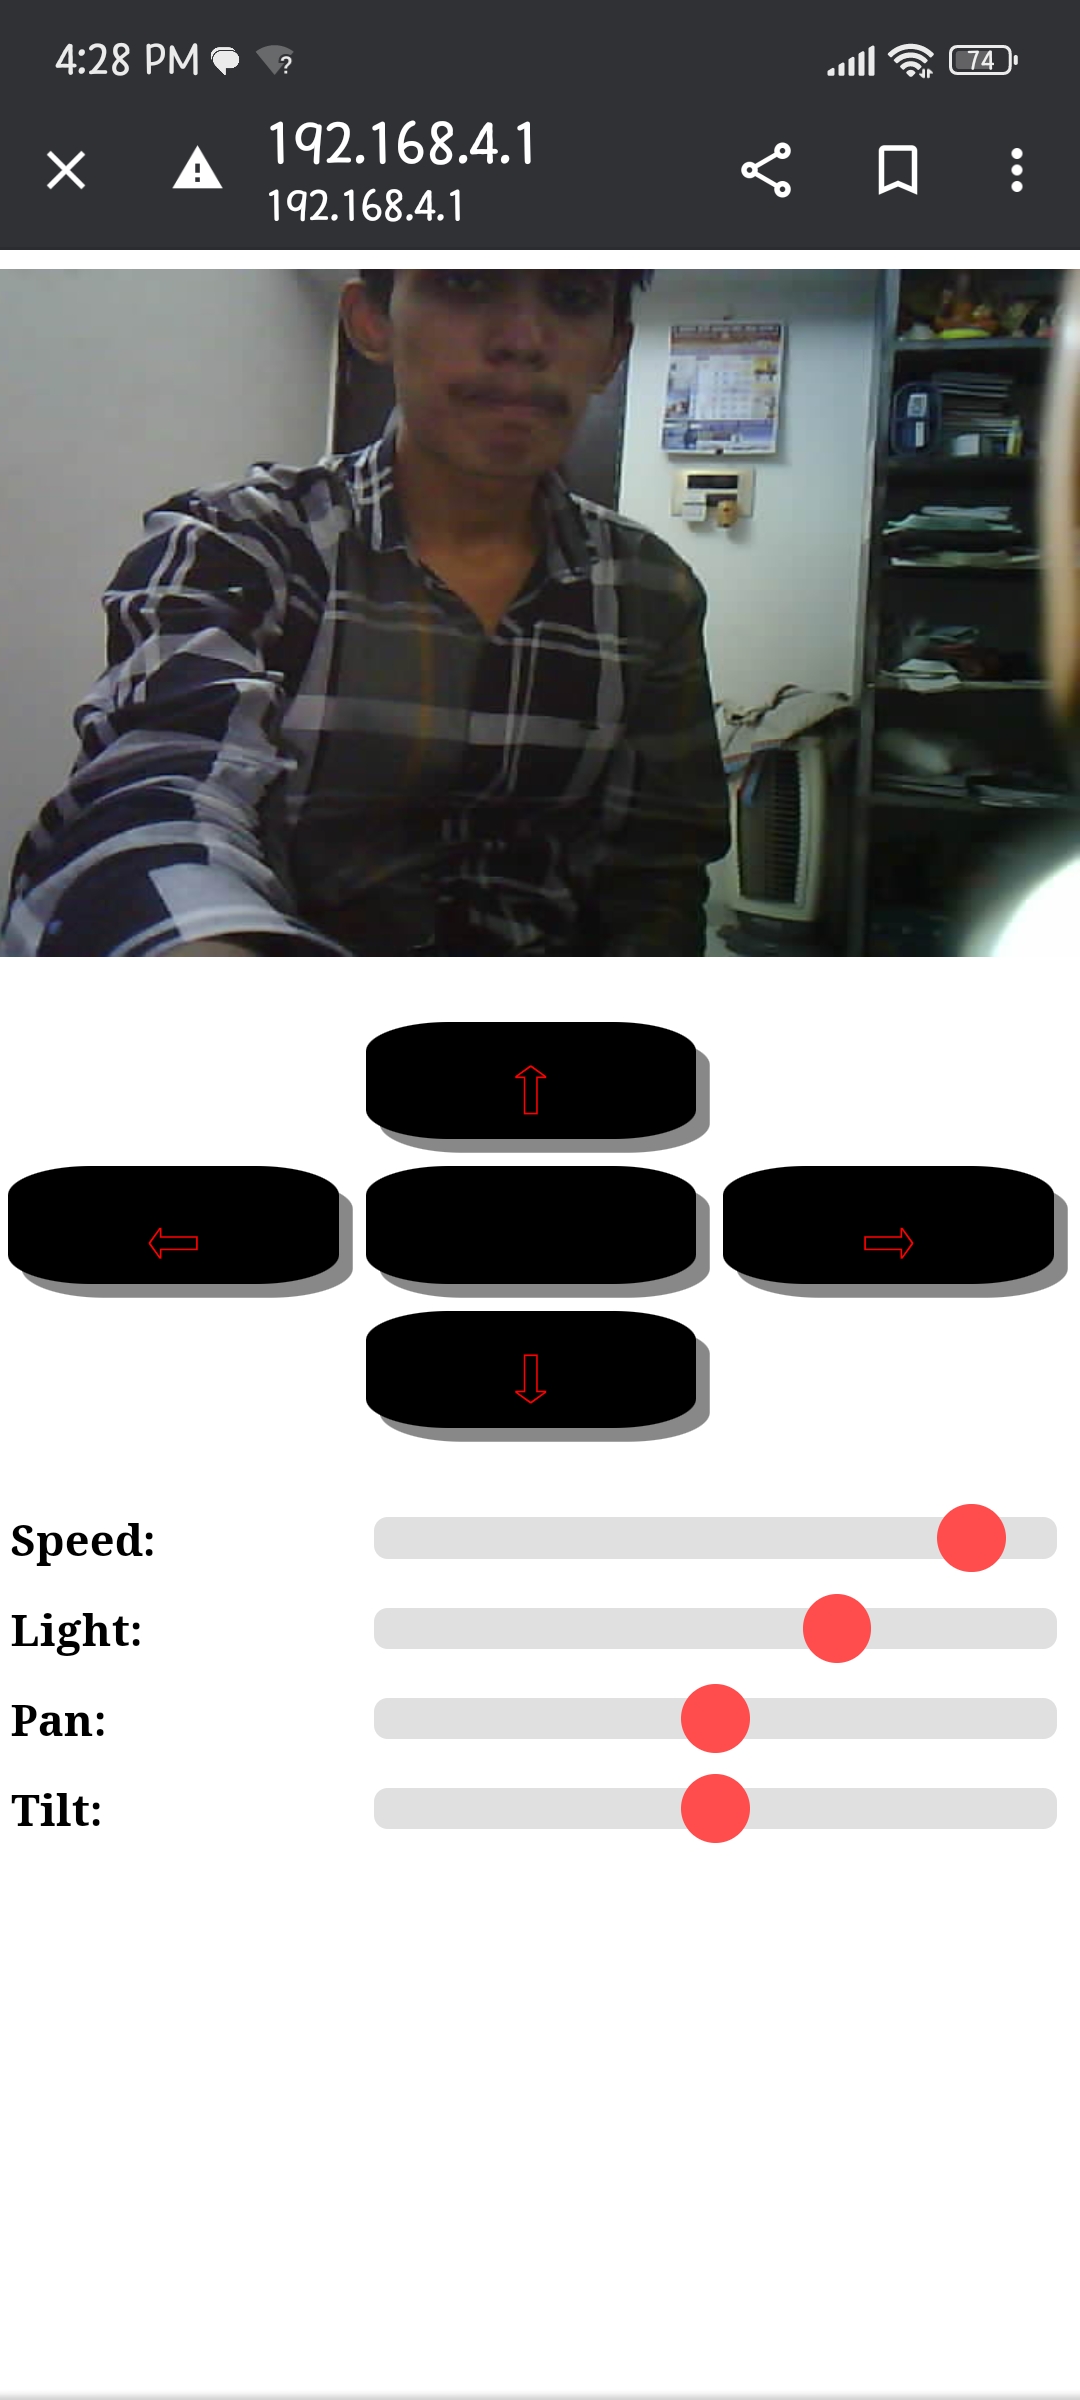 4:28 PM
74
192.168.4.1
192.168.4.1
⇧
⇦ ⇨
⇩
Speed:
Light:
Pan:
Tilt: